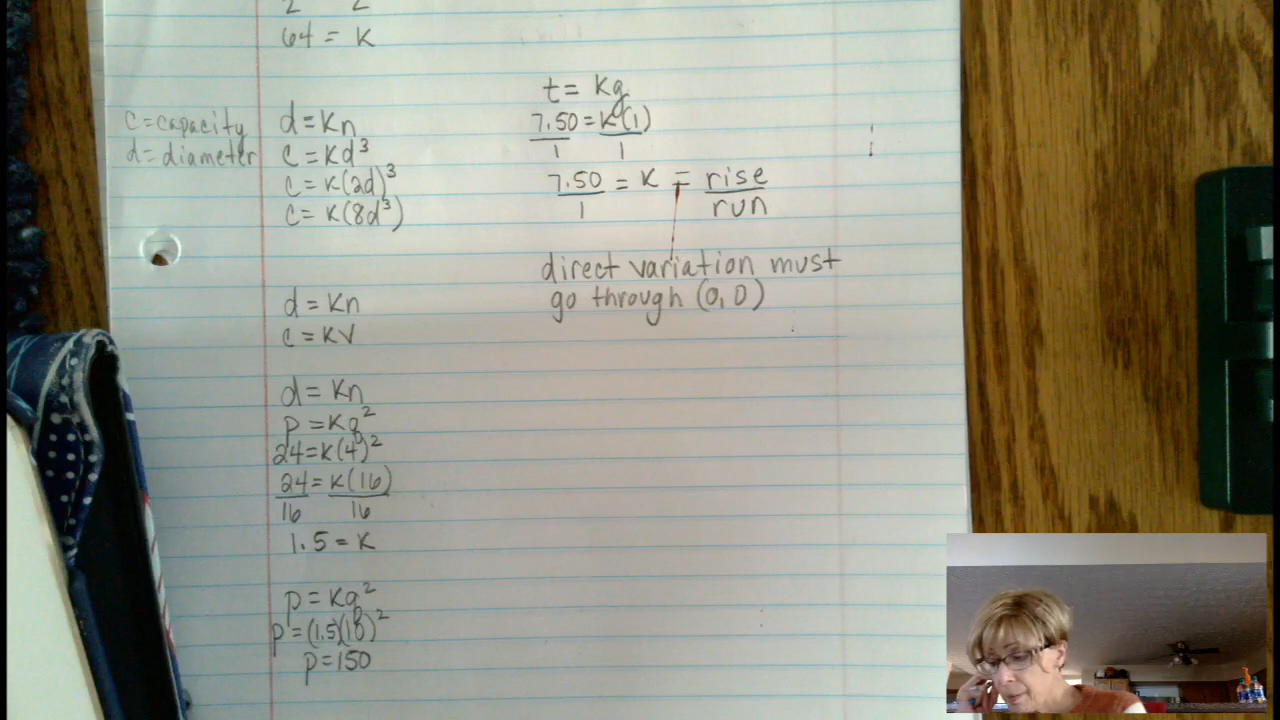 2 2
64 = K
c=capacity
d=diameter
d=Kn
c=Kd³
c=K(2d)³
c=K(8d³)
d=Kn
c=KV
d=Kn
p=Kg²
24=K(4)²
24=K(16)
16 16
1.5=K
p=Kg²
p=(1.5)(10)²
p=150
t=Kg
7.50=K(1)
1 1
7.50 = K = rise
1 run
direct variation must
go through (0,0)